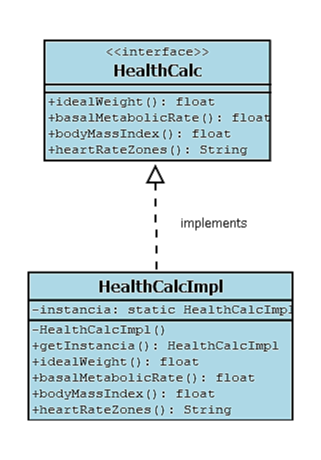 <<interface>>
HealthCalc
+idealWeight(): float
+basalMetabolicRate(): float
+bodyMassIndex(): float
+heartRateZones(): String
implements
HealthCalcImpl
-instancia: static HealthCalcImpl
-HealthCalcImpl()
+getInstancia(): HealthCalcImpl
+idealWeight(): float
+basalMetabolicRate(): float
+bodyMassIndex(): float
+heartRateZones(): String